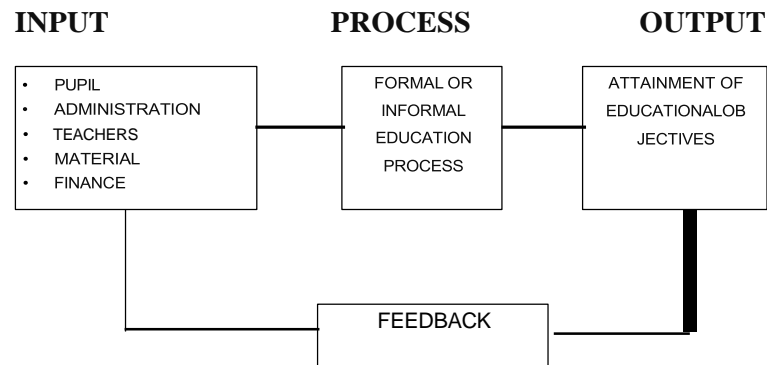 INPUT PROCESS OUTPUT
• PUPIL
• ADMINISTRATION
• TEACHERS
• MATERIAL
• FINANCE
FORMAL OR
INFORMAL
EDUCATION
PROCESS
ATTAINMENT OF
EDUCATIONALOB
JECTIVES
FEEDBACK